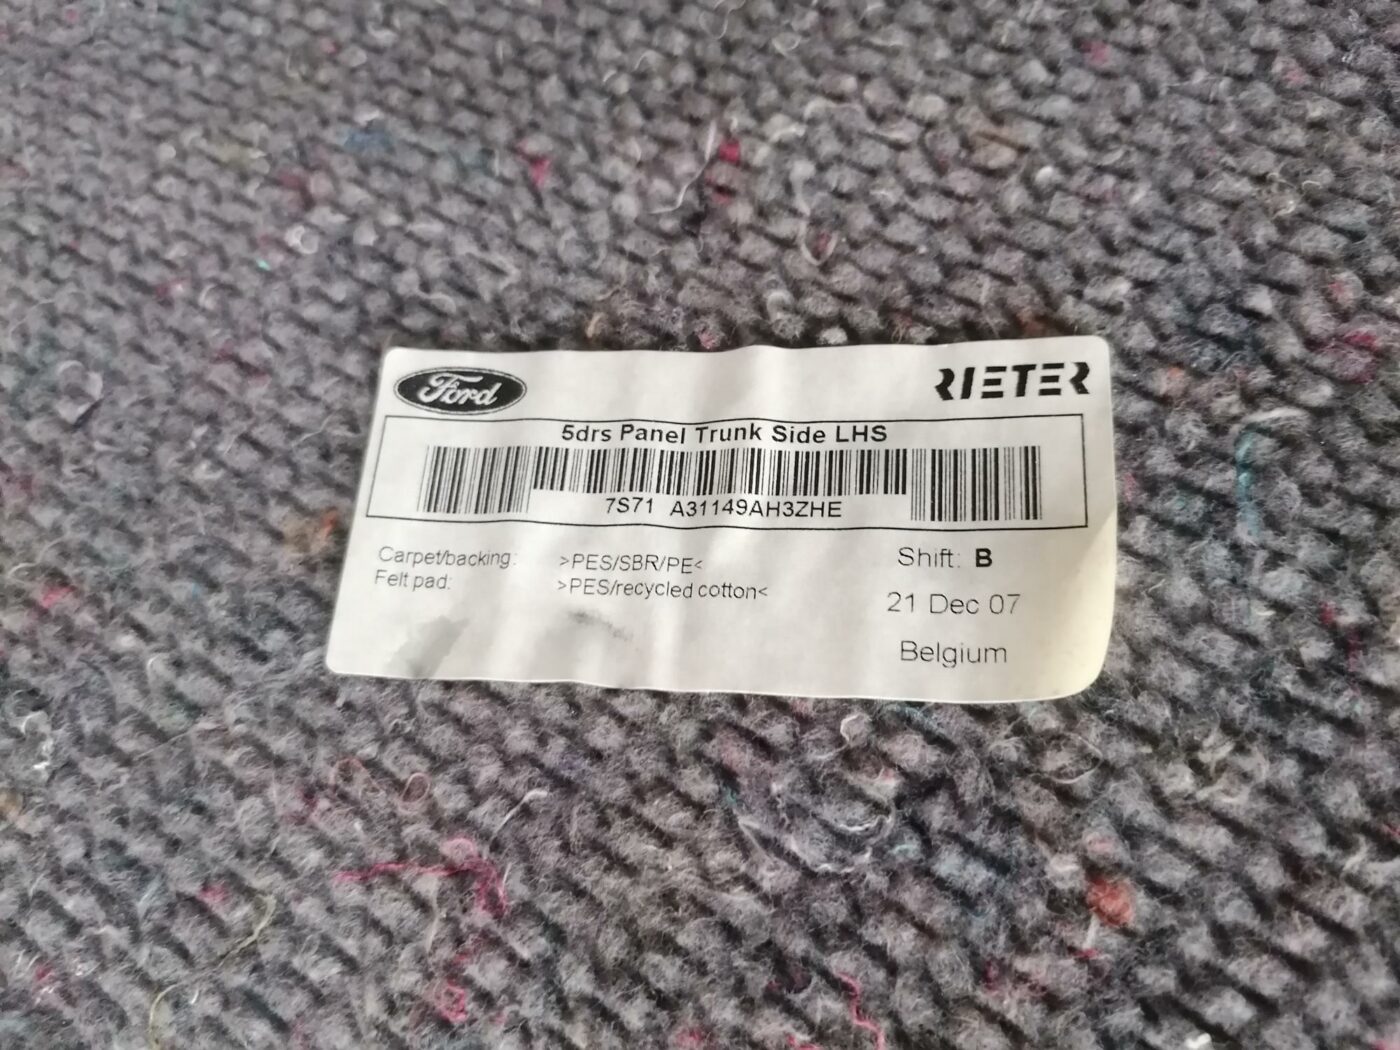 Ford
RIETER
5drs Panel Trunk Side LHS
7S71 A31149AH3ZHE
Carpet/backing: >PES/SBR/PE<
Felt pad: >PES/recycled cotton<
Shift: B
21 Dec 07
Belgium